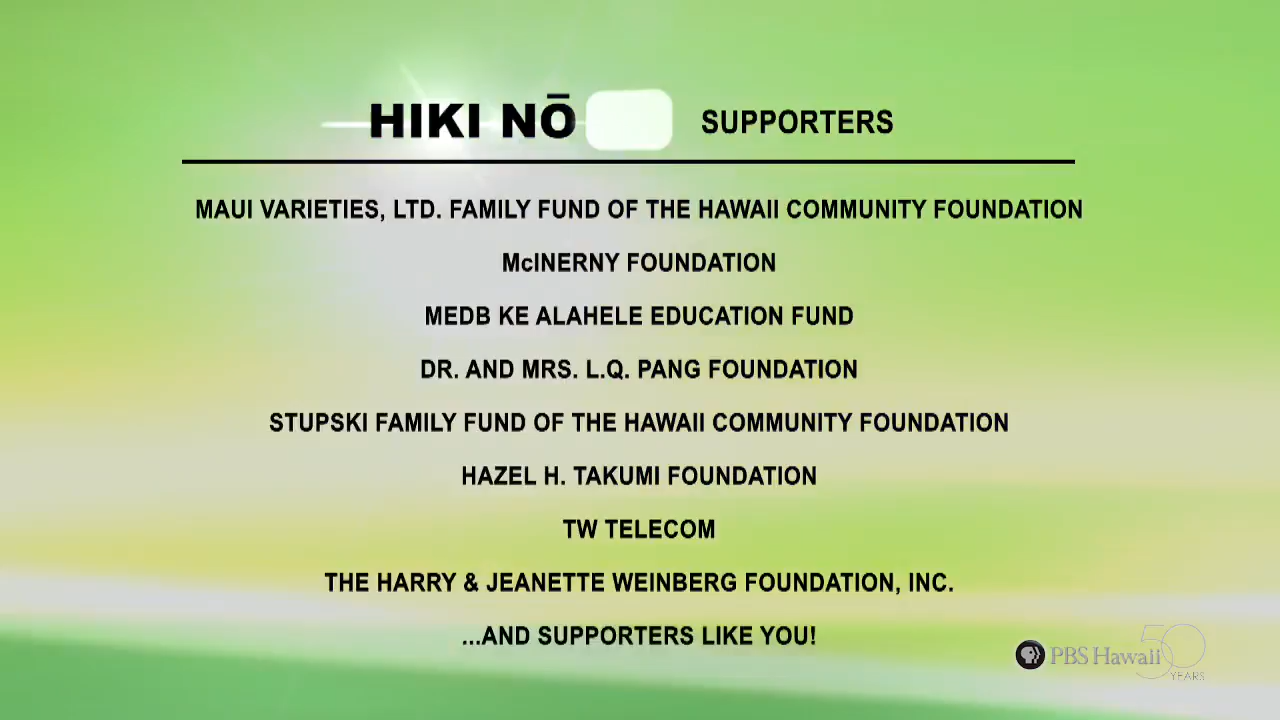 HIKI NŌ SUPPORTERS
MAUI VARIETIES, LTD. FAMILY FUND OF THE HAWAII COMMUNITY FOUNDATION
McINERNY FOUNDATION
MEDB KE ALAHELE EDUCATION FUND
DR. AND MRS. L.Q. PANG FOUNDATION
STUPSKI FAMILY FUND OF THE HAWAII COMMUNITY FOUNDATION
HAZEL H. TAKUMI FOUNDATION
TW TELECOM
THE HARRY & JEANETTE WEINBERG FOUNDATION, INC.
...AND SUPPORTERS LIKE YOU!
PBS Hawaii 50
YEARS